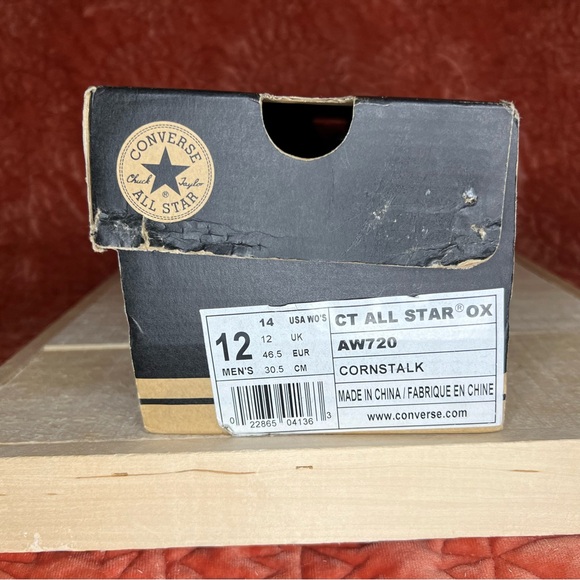 CONVERSE
Chuck Taylor
®
ALL STAR
12
MEN'S
14 USA WO'S
12 UK
46.5 EUR
30.5 CM
0 22865 04136 3
CT ALL STAR® OX
AW720
CORNSTALK
MADE IN CHINA / FABRIQUE EN CHINE
www.converse.com